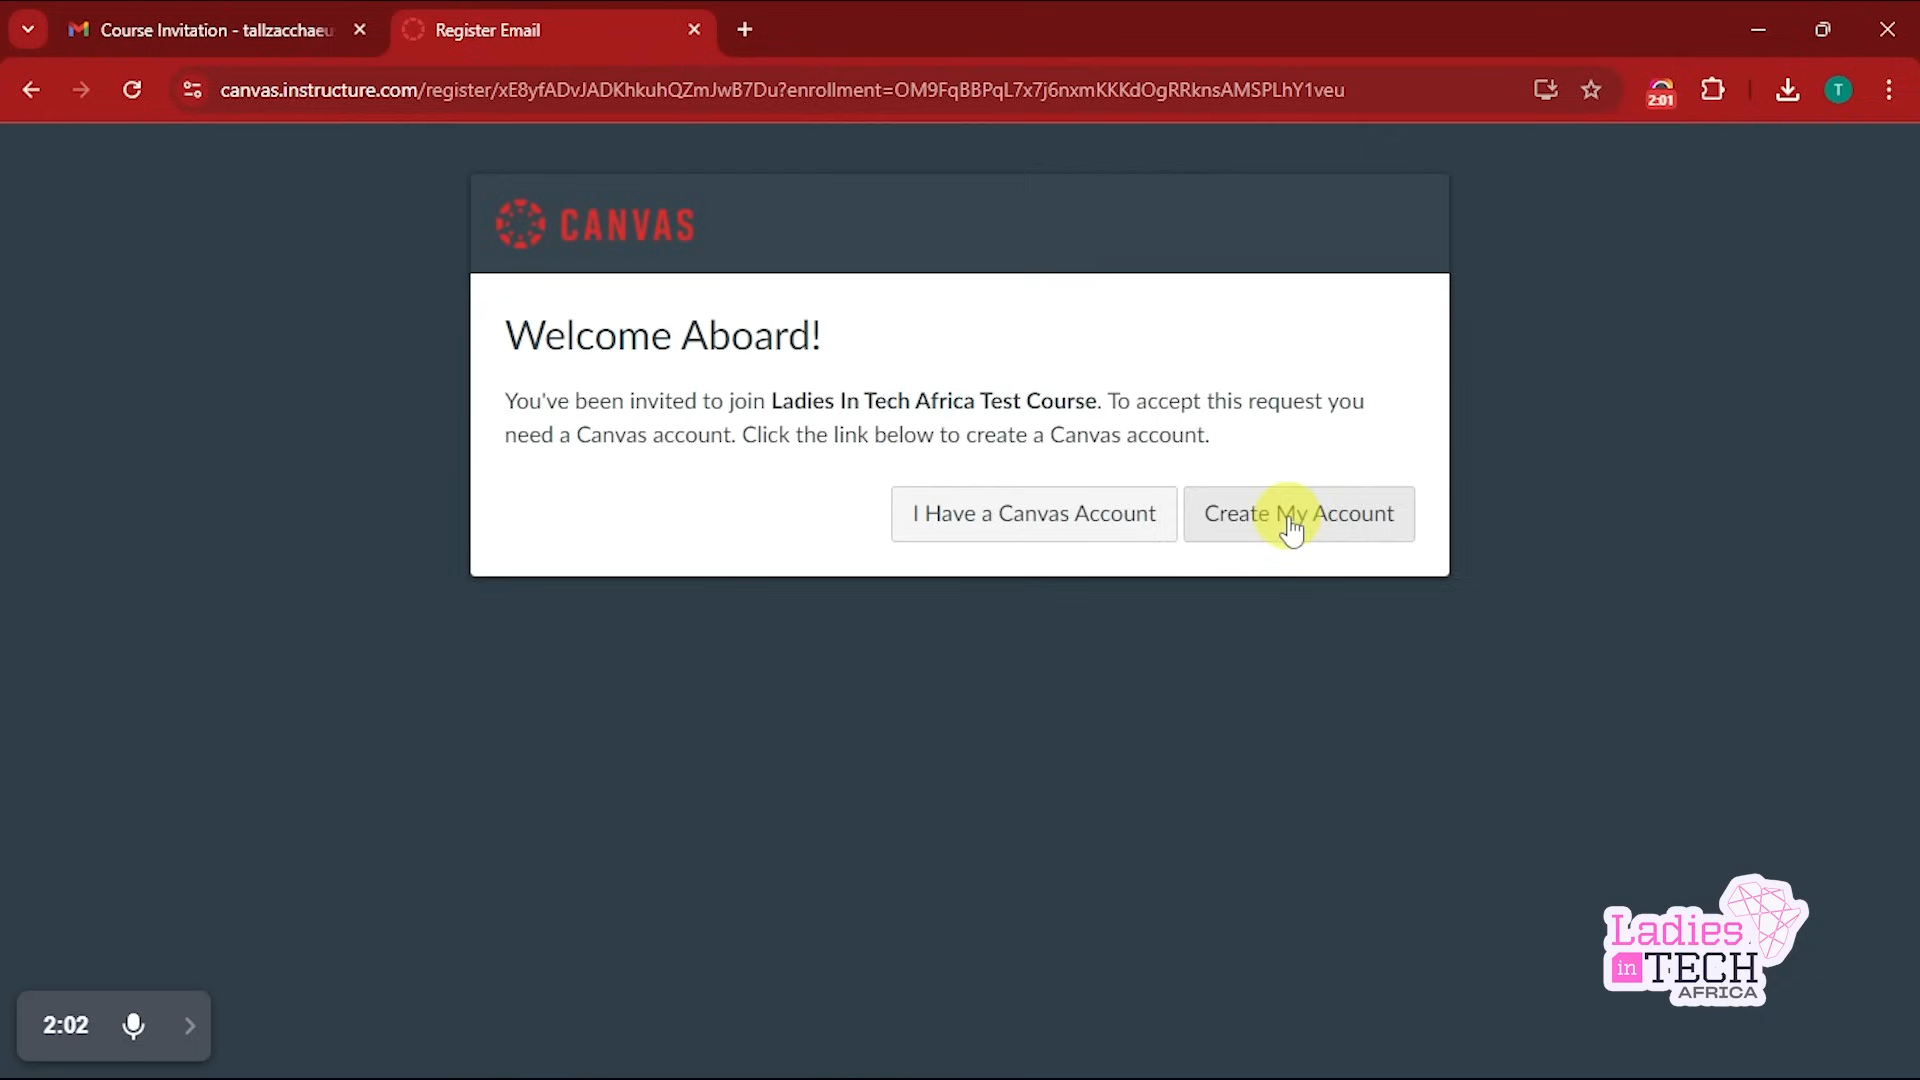 Course Invitation - tallzacchaeu
Register Email
canvas.instructure.com/register/xE8yfADvJADKhkuhQZmJwB7Du?enrollment=OM9FqBBPqL7x7j6nxmKKKdOgRRknsAMSPLhY1veu
2:01
T
CANVAS
Welcome Aboard!
You've been invited to join Ladies In Tech Africa Test Course. To accept this request you
need a Canvas account. Click the link below to create a Canvas account.
I Have a Canvas Account
Create My Account
Ladies
in TECH
AFRICA
2:02